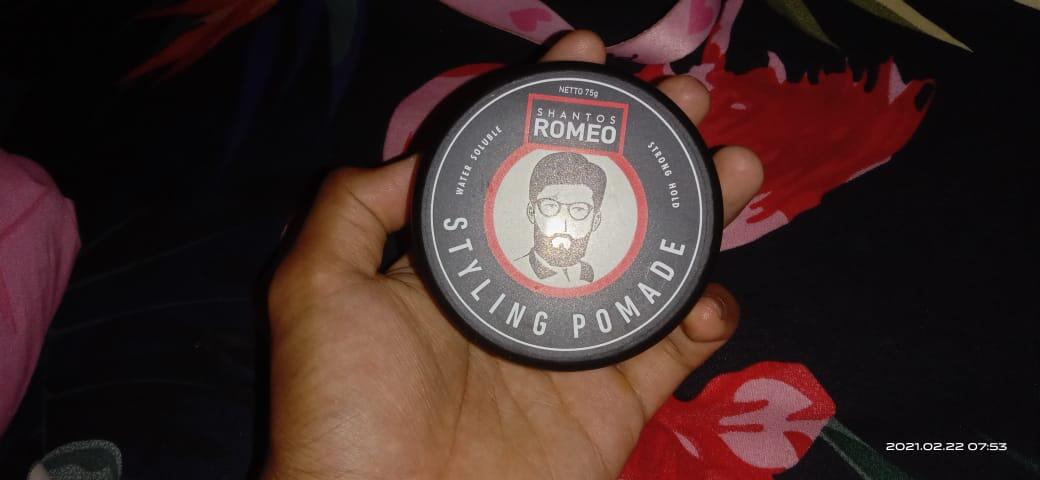 NETTO 75g
SHANTOS
ROMEO
WATER SOLUBLE
STRONG HOLD
STYLING POMADE
2021.02.22 07:53